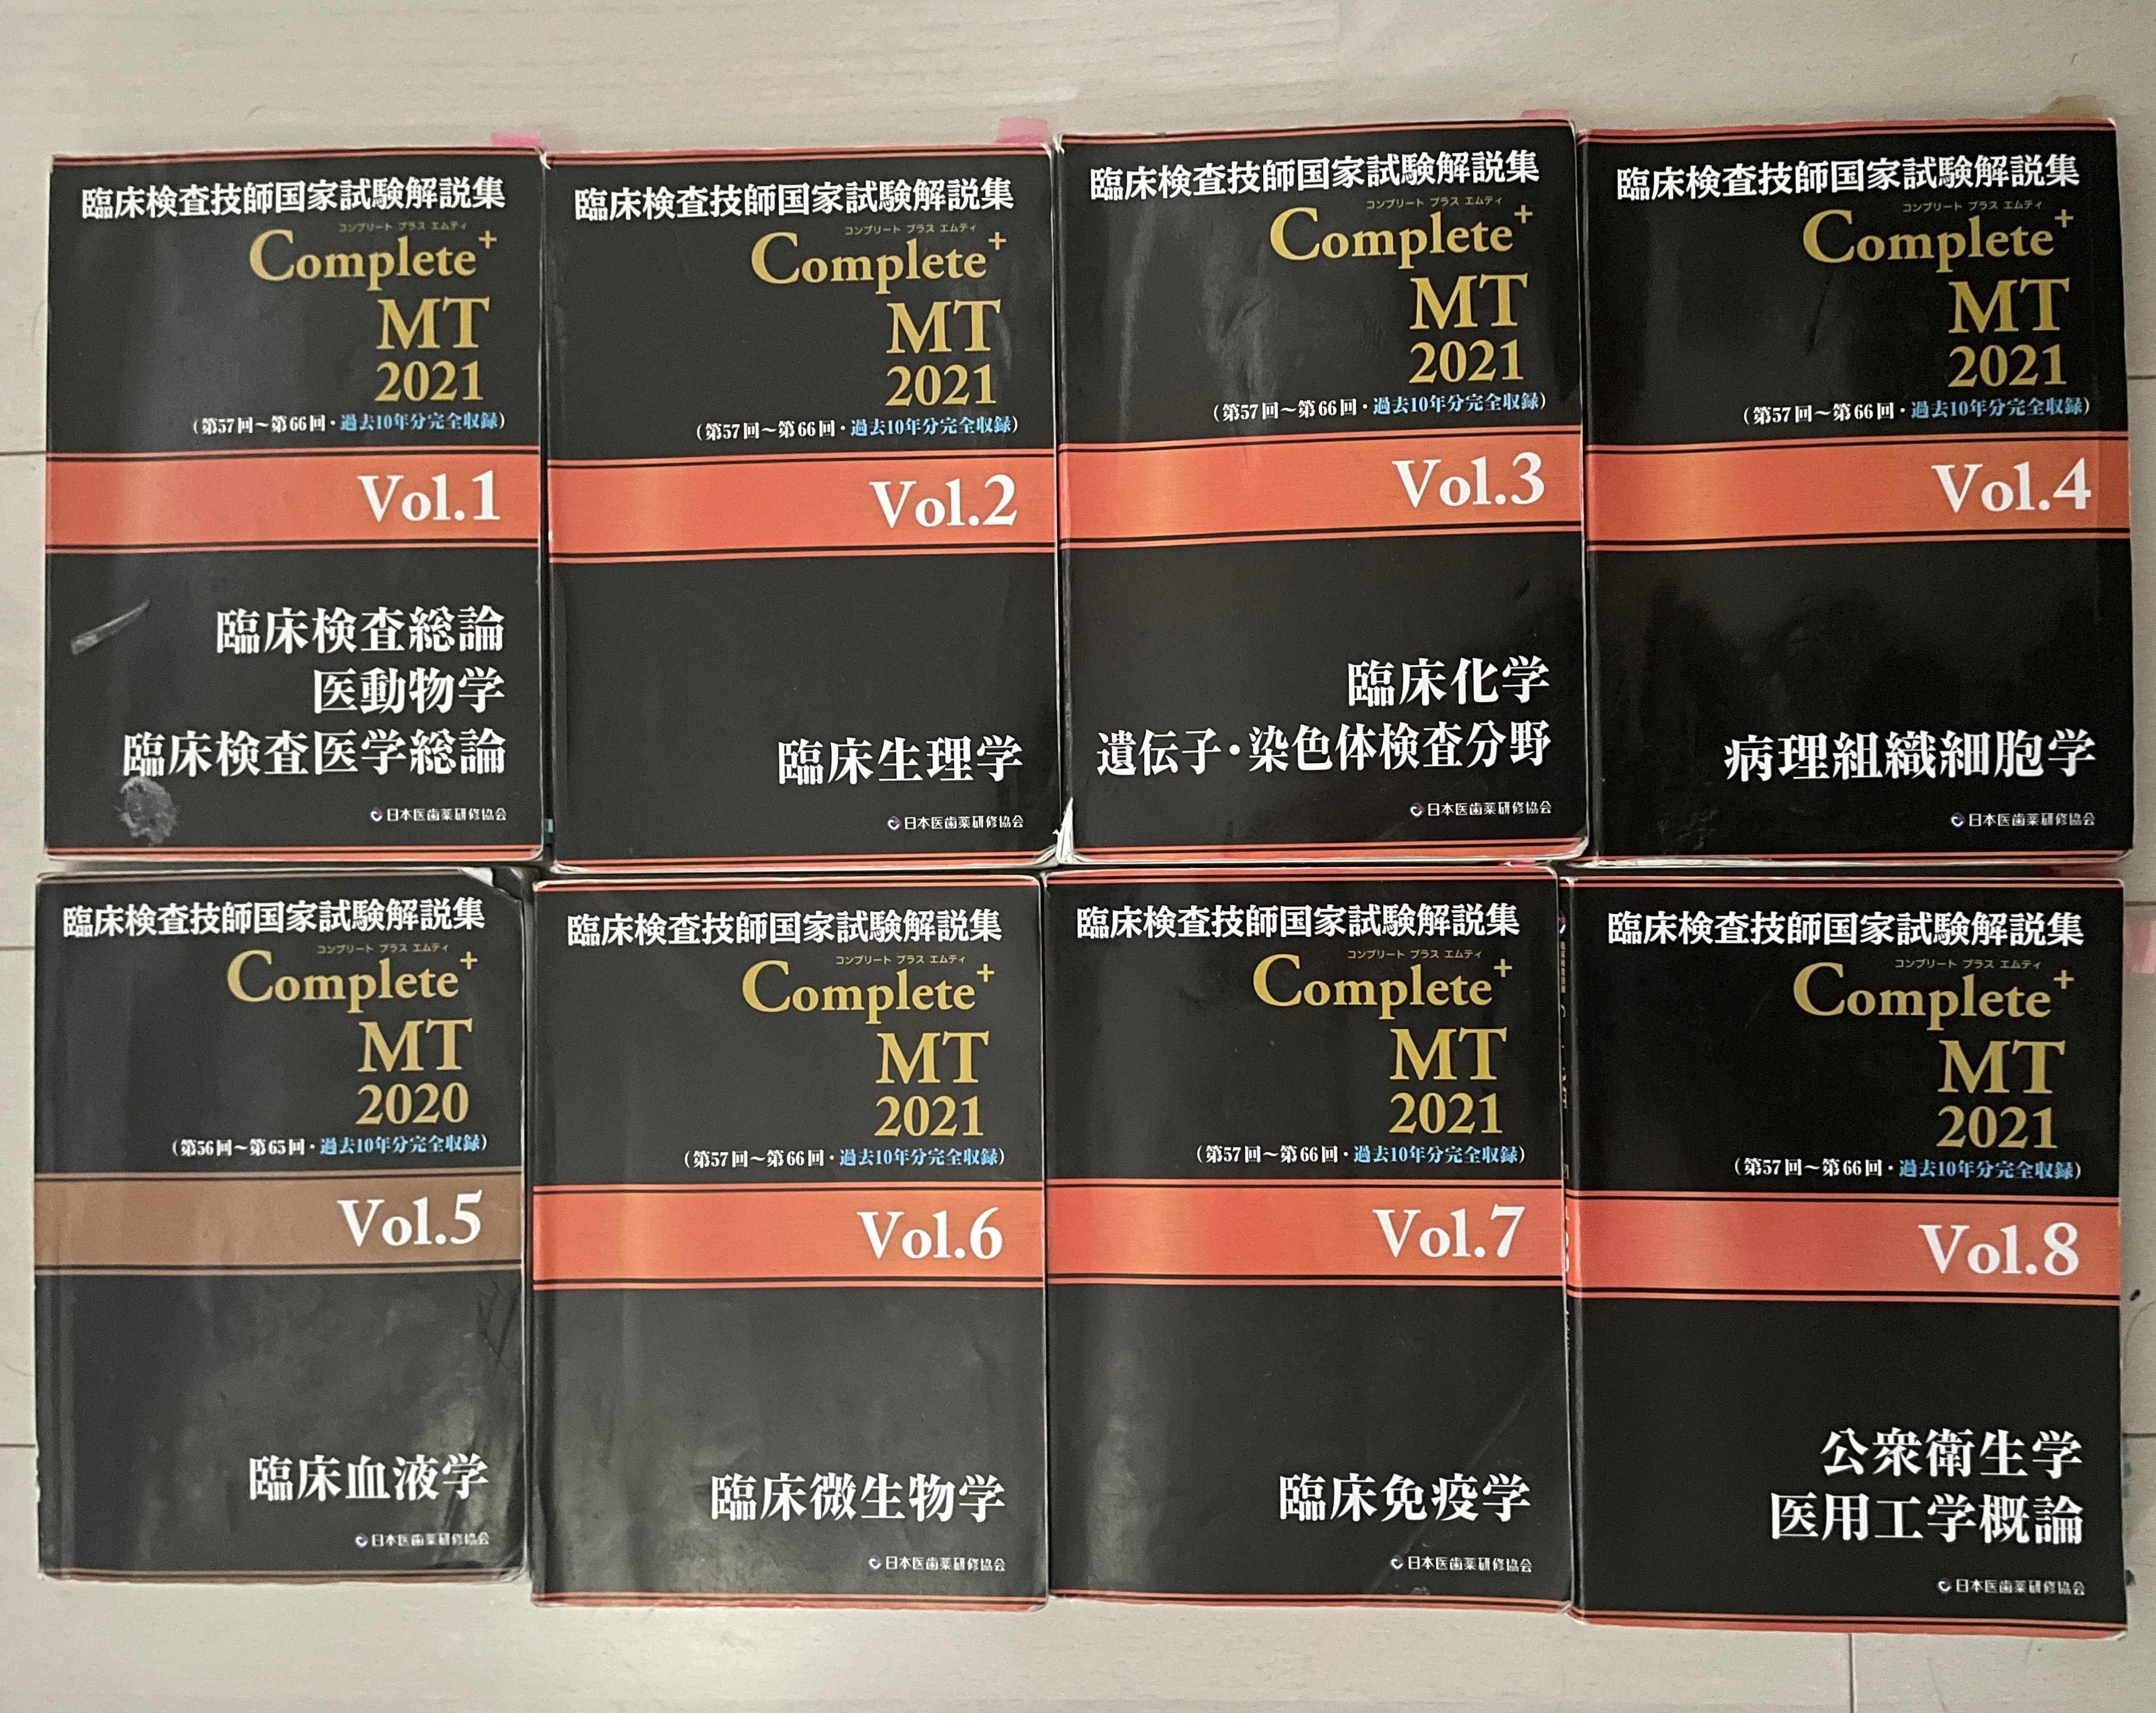 臨床検査技師国家試験解説集
コンプリート プラス エムティ
Complete+
MT
2021
(第57回～第66回・過去10年分完全収録)
Vol.1
臨床検査総論
医動物学
臨床検査医学総論
日本医歯薬研修協会
臨床検査技師国家試験解説集
コンプリート プラス エムティ
Complete+
MT
2021
(第57回～第66回・過去10年分完全収録)
Vol.2
臨床生理学
日本医歯薬研修協会
臨床検査技師国家試験解説集
コンプリート プラス エムティ
Complete+
MT
2021
(第57回～第66回・過去10年分完全収録)
Vol.3
臨床化学
遺伝子・染色体検査分野
日本医歯薬研修協会
臨床検査技師国家試験解説集
コンプリート プラス エムティ
Complete+
MT
2021
(第57回～第66回・過去10年分完全収録)
Vol.4
病理組織細胞学
日本医歯薬研修協会
臨床検査技師国家試験解説集
コンプリート プラス エムティ
Complete+
MT
2020
(第56回～第65回・過去10年分完全収録)
Vol.5
臨床血液学
日本医歯薬研修協会
臨床検査技師国家試験解説集
コンプリート プラス エムティ
Complete+
MT
2021
(第57回～第66回・過去10年分完全収録)
Vol.6
臨床微生物学
日本医歯薬研修協会
臨床検査技師国家試験解説集
コンプリート プラス エムティ
Complete+
MT
2021
(第57回～第66回・過去10年分完全収録)
Vol.7
臨床免疫学
日本医歯薬研修協会
臨床検査技師国家試験解説集
コンプリート プラス エムティ
Complete+
MT
2021
(第57回～第66回・過去10年分完全収録)
Vol.8
公衆衛生学
医用工学概論
日本医歯薬研修協会